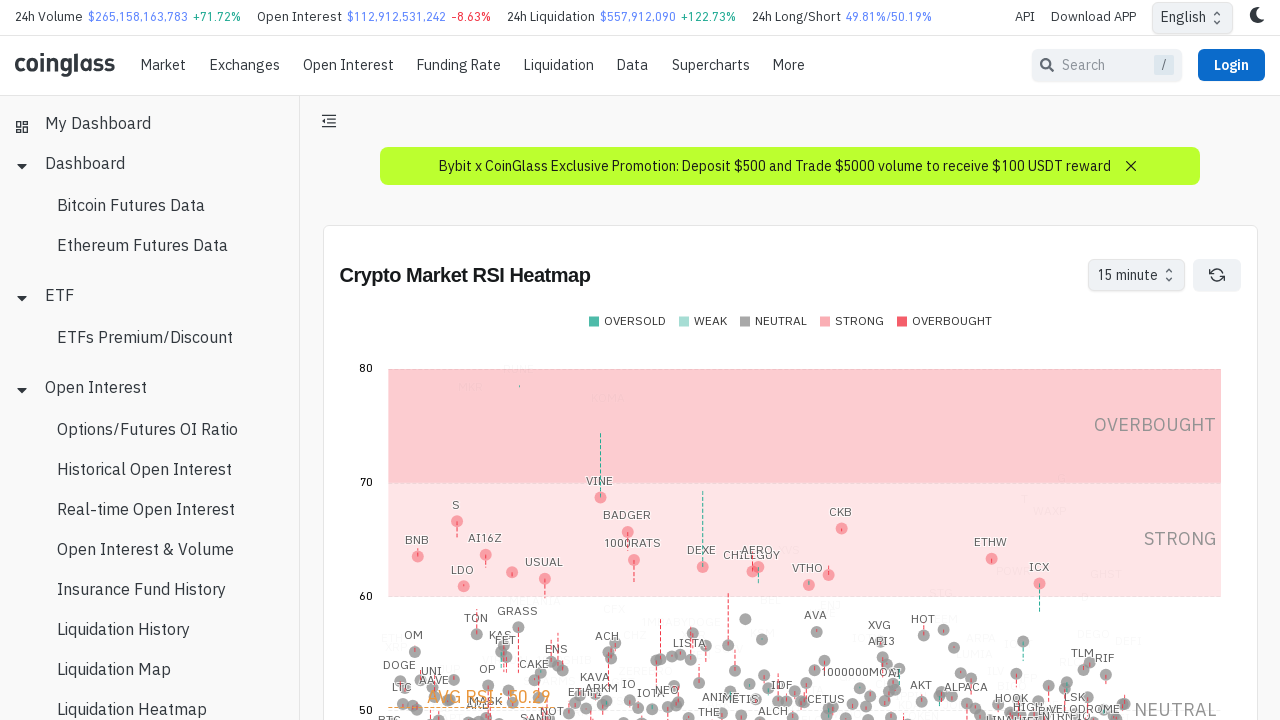 24h Volume $265,158,163,783 +71.72% Open Interest $112,912,531,242 -8.63% 24h Liquidation $557,912,090 +122.73% 24h Long/Short 49.81%/50.19% API Download APP English
coinglass Market Exchanges Open Interest Funding Rate Liquidation Data Supercharts More Search / Login
My Dashboard
Dashboard
Bitcoin Futures Data
Ethereum Futures Data
ETF
ETFs Premium/Discount
Open Interest
Options/Futures OI Ratio
Historical Open Interest
Real-time Open Interest
Open Interest & Volume
Insurance Fund History
Liquidation History
Liquidation Map
Liquidation Heatmap
Bybit x CoinGlass Exclusive Promotion: Deposit $500 and Trade $5000 volume to receive $100 USDT reward
Crypto Market RSI Heatmap
15 minute
OVERSOLD WEAK NEUTRAL STRONG OVERBOUGHT
80
OVERBOUGHT
70
VINE
S
BADGER
CKB
BNB
AI16Z
1000RATS
STRONG
ETHW
DEXE
AERO
CHILLGUY
LDO
USUAL
VTHO
ICX
60
TON
GRASS
AVA
HOT
XVG
OM
KAS
FET
ACH
LISTA
API3
ENS
TLM
RIF
DOGE
UNI
OP
CAKE
1000000MOG
AI
LTC
AAVE
KAVA
ARKM
IO
IDF
AKT
ALPACA
AVG RSI : 50.29
MASK
ETHFI
IOTX
NEO
METIS
CETUS
HOOK
LSK
NOT
THE
ALCH
HIGH
VELODROME
50
BTC
NEUTRAL